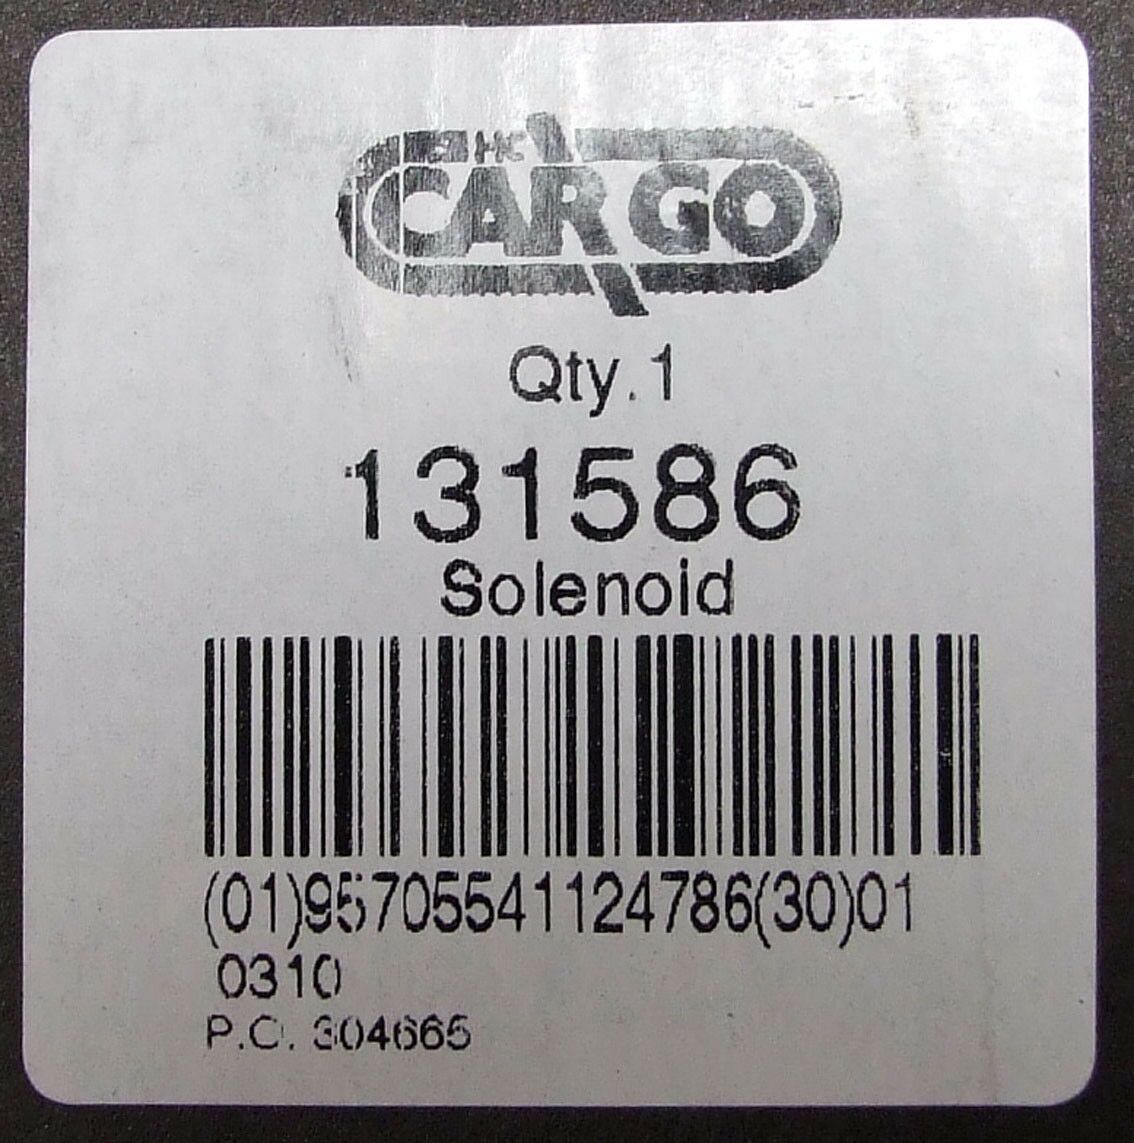 HC
CARGO
Qty.1
131586
Solenoid
(01)95705541124786(30)01
0310
P.O. 304665